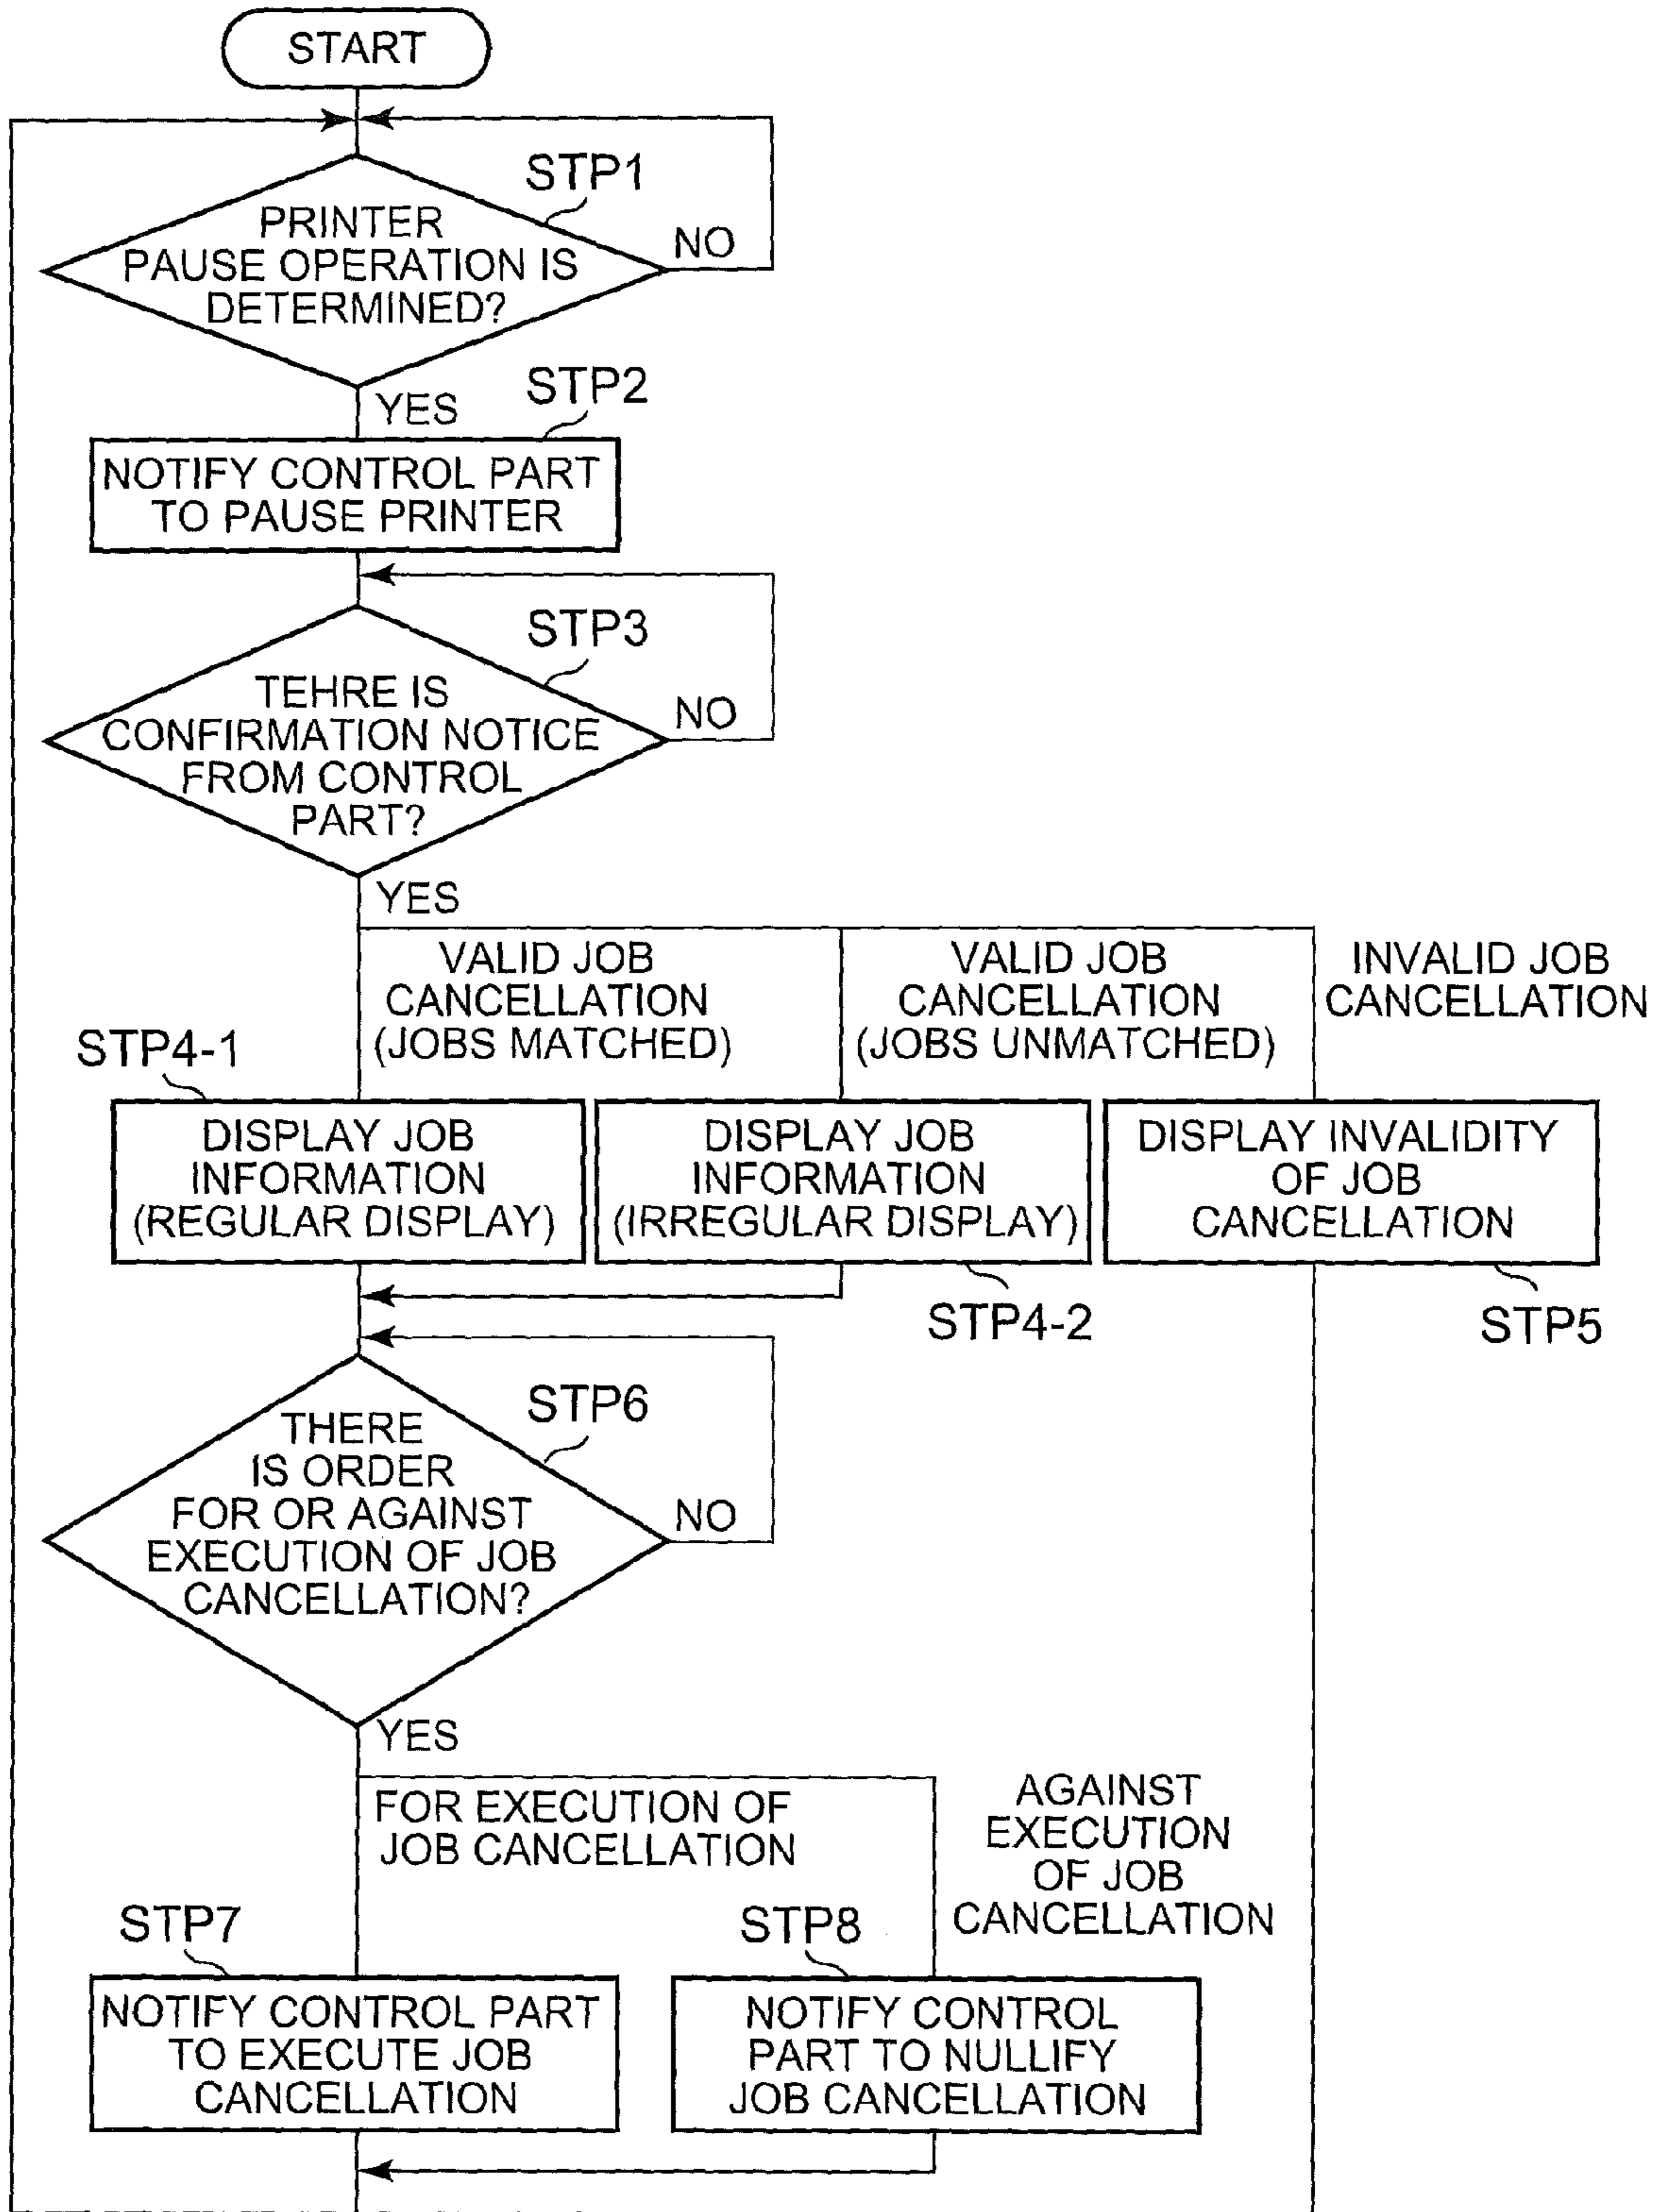 START
STP1
PRINTER
PAUSE OPERATION IS
DETERMINED?
NO
YES
STP2
NOTIFY CONTROL PART
TO PAUSE PRINTER
STP3
TEHRE IS
CONFIRMATION NOTICE
FROM CONTROL
PART?
NO
YES
VALID JOB
CANCELLATION
(JOBS MATCHED)
VALID JOB
CANCELLATION
(JOBS UNMATCHED)
INVALID JOB
CANCELLATION
STP4-1
DISPLAY JOB
INFORMATION
(REGULAR DISPLAY)
DISPLAY JOB
INFORMATION
(IRREGULAR DISPLAY)
DISPLAY INVALIDITY
OF JOB
CANCELLATION
STP4-2
STP5
STP6
THERE
IS ORDER
FOR OR AGAINST
EXECUTION OF JOB
CANCELLATION?
NO
YES
FOR EXECUTION OF
JOB CANCELLATION
AGAINST
EXECUTION
OF JOB
CANCELLATION
STP7
STP8
NOTIFY CONTROL PART
TO EXECUTE JOB
CANCELLATION
NOTIFY CONTROL
PART TO NULLIFY
JOB CANCELLATION